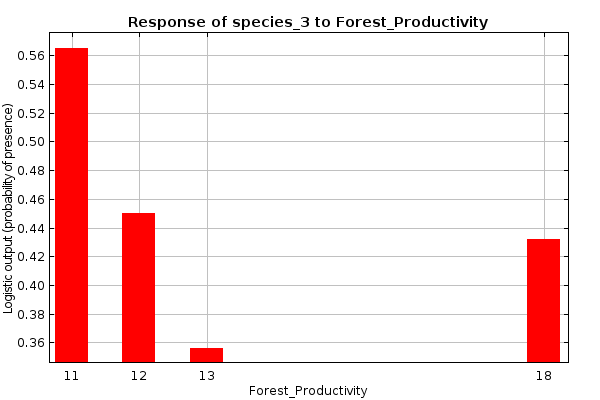 Response of species_3 to Forest_Productivity
Logistic output (probability of presence)
0.56
0.54
0.52
0.50
0.48
0.46
0.44
0.42
0.40
0.38
0.36
11 12 13 18
Forest_Productivity